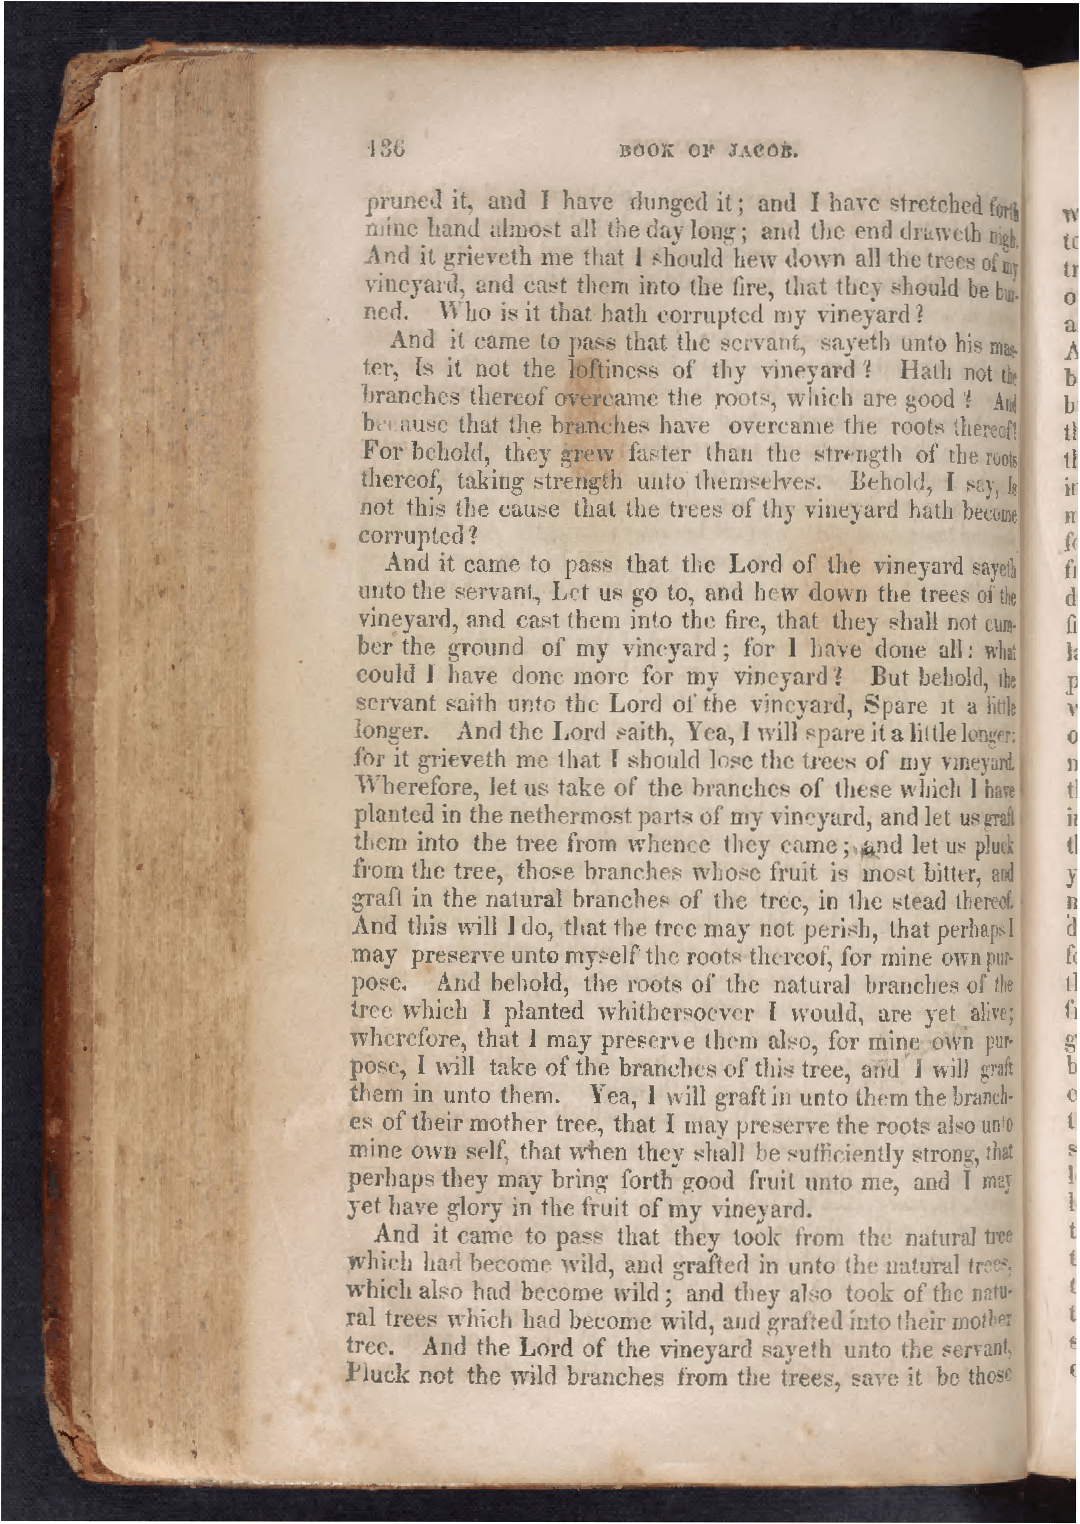 136 BOOK OF JACOB.
pruned it, and I have dunged it; and I have stretched forth
mine hand almost all the day long; and the end draweth nigh.
And it grieveth me that I should hew down all the trees of my
vineyard, and cast them into the fire, that they should be bur-
ned. Who is it that hath corrupted my vineyard?
And it came to pass that the servant, sayeth unto his mas-
ter, Is it not the loftiness of thy vineyard? Hath not the
branches thereof overcame the roots, which are good? And
because that the branches have overcame the roots thereof!
For behold, they grew faster than the strength of the roots
thereof, taking strength unto themselves. Behold, I say, Is
not this the cause that the trees of thy vineyard hath become
corrupted?
And it came to pass that the Lord of the vineyard sayeth
unto the servant, Let us go to, and hew down the trees of the
vineyard, and cast them into the fire, that they shall not cum-
ber the ground of my vineyard; for I have done all: what
could I have done more for my vineyard? But behold, the
servant saith unto the Lord of the vineyard, Spare it a little
longer. And the Lord saith, Yea, I will spare it a little longer;
for it grieveth me that I should lose the trees of my vineyard.
Wherefore, let us take of the branches of these which I have
planted in the nethermost parts of my vineyard, and let us graft
them into the tree from whence they came; and let us pluck
from the tree, those branches whose fruit is most bitter, and
graft in the natural branches of the tree, in the stead thereof.
And this will I do, that the tree may not perish, that perhaps I
may preserve unto myself the roots thereof, for mine own pur-
pose. And behold, the roots of the natural branches of the
tree which I planted whithersoever I would, are yet alive;
wherefore, that I may preserve them also, for mine own pur-
pose, I will take of the branches of this tree, and I will graft
them in unto them. Yea, I will graft in unto them the branch-
es of their mother tree, that I may preserve the roots also unto
mine own self, that when they shall be sufficiently strong, that
perhaps they may bring forth good fruit unto me, and I may
yet have glory in the fruit of my vineyard.
And it came to pass that they took from the natural tree
which had become wild, and grafted in unto the natural trees,
which also had become wild; and they also took of the natu-
ral trees which had become wild, and grafted into their mother
tree. And the Lord of the vineyard sayeth unto the servant,
Pluck not the wild branches from the trees, save it be those